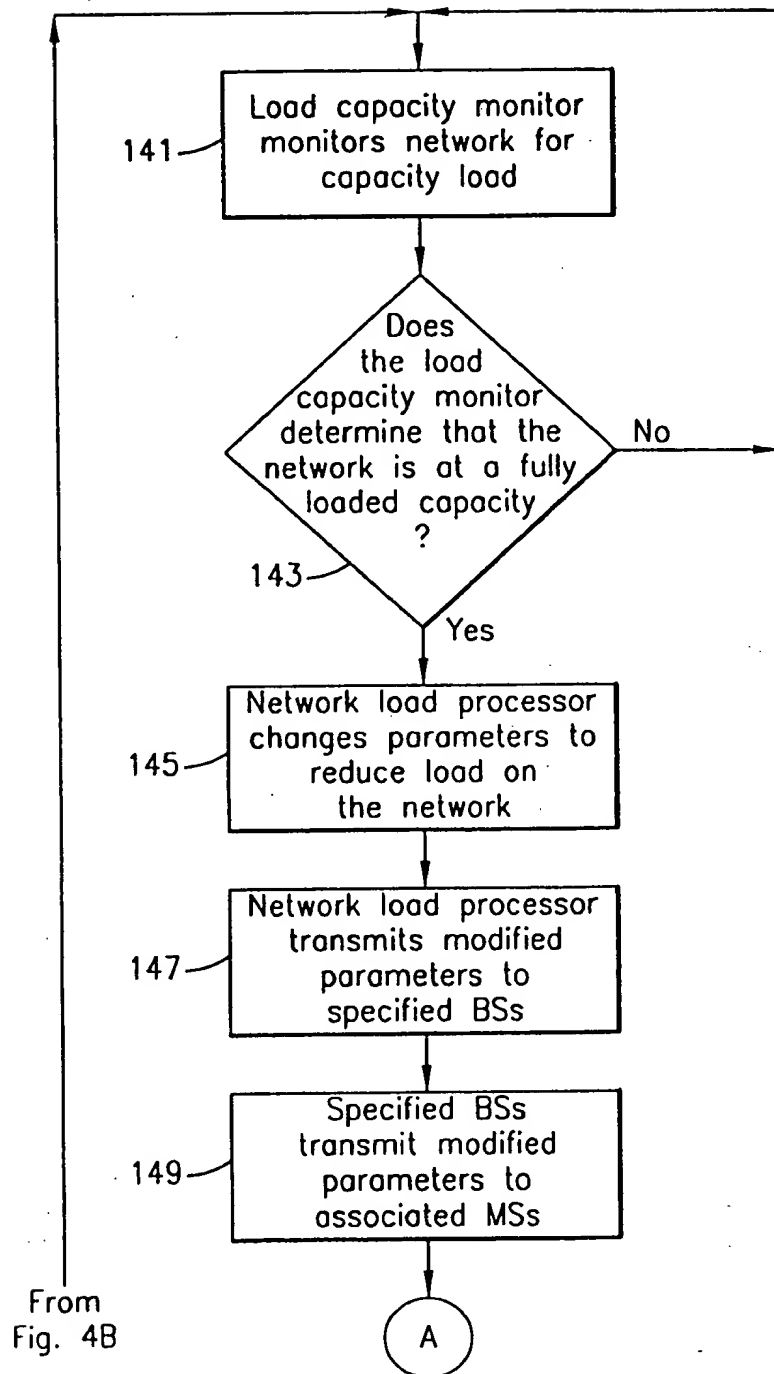 Load capacity monitor
monitors network for
capacity load
141
Does
the load
capacity monitor
determine that the
network is at a fully
loaded capacity
?
No
143
Yes
Network load processor
changes parameters to
reduce load on
the network
145
Network load processor
transmits modified
parameters to
specified BSs
147
Specified BSs
transmit modified
parameters to
associated MSs
149
From
Fig. 4B
A